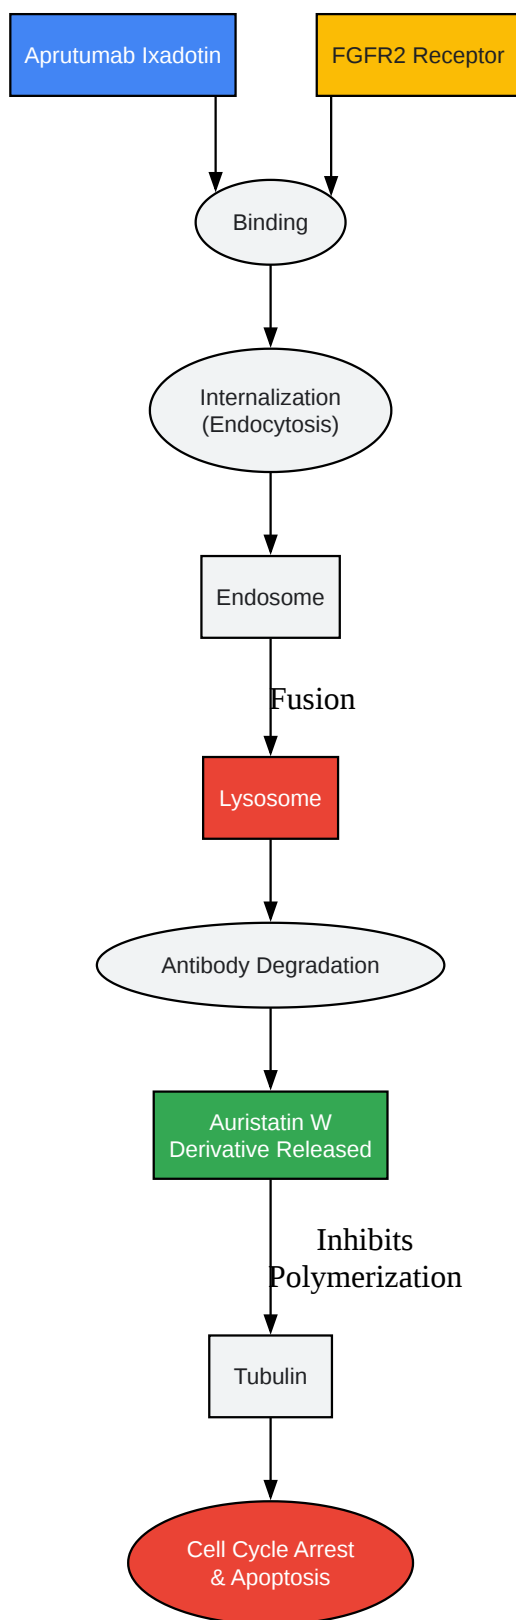 Aprutumab Ixadotin
FGFR2 Receptor
Binding
Internalization
(Endocytosis)
Endosome
Fusion
Lysosome
Antibody Degradation
Auristatin W
Derivative Released
Inhibits
Polymerization
Tubulin
Cell Cycle Arrest
& Apoptosis